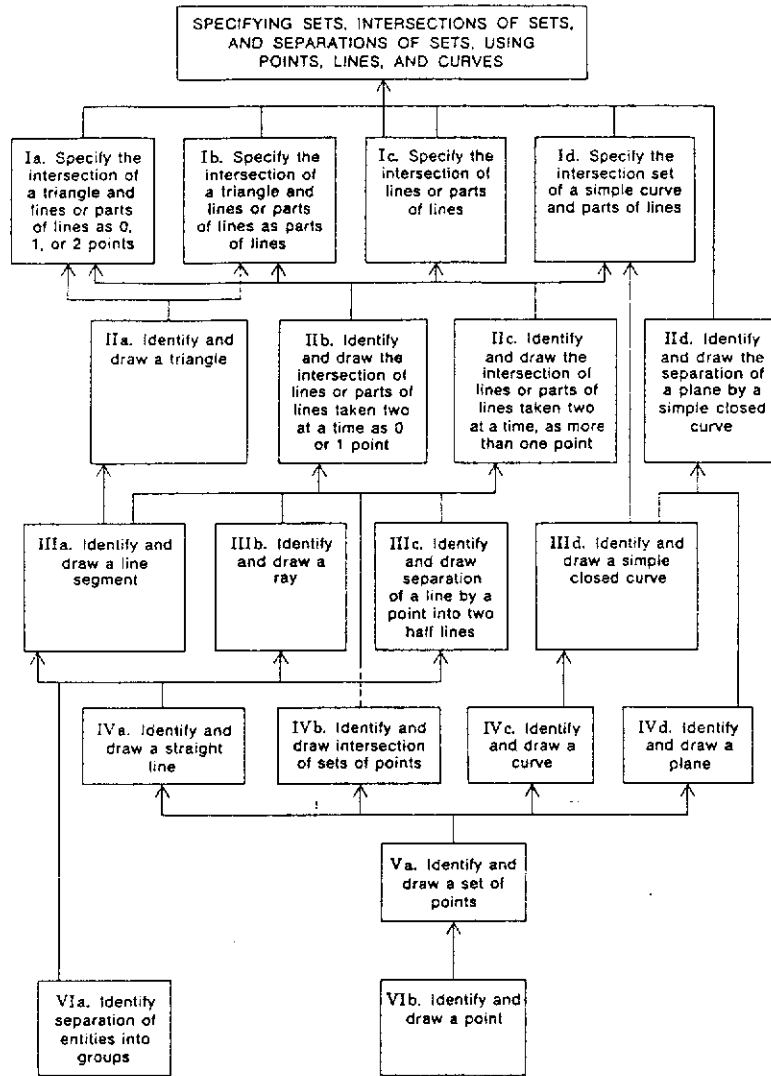 SPECIFYING SETS, INTERSECTIONS OF SETS,
AND SEPARATIONS OF SETS, USING
POINTS, LINES, AND CURVES
Ia. Specify the
intersection of
a triangle and
lines or parts
of lines as 0,
1, or 2 points
Ib. Specify the
intersection of
a triangle and
lines or parts
of lines as parts
of lines
Ic. Specify the
intersection of
lines or parts
of lines
Id. Specify the
intersection set
of a simple curve
and parts of lines
IIa. Identify and
draw a triangle
IIb. Identify
and draw the
intersection of
lines or parts of
lines taken two
at a time as 0
or 1 point
IIc. Identify
and draw the
intersection of
lines or parts of
lines taken two
at a time, as more
than one point
IId. Identify
and draw the
separation of
a plane by a
simple closed
curve
IIIa. Identify and
draw a line
segment
IIIb. Identify
and draw a
ray
IIIc. Identify
and draw
separation
of a line by a
point into two
half lines
IIId. Identify and
draw a simple
closed curve
IVa. Identify and
draw a straight
line
IVb. Identify and
draw intersection
of sets of points
IVc. Identify
and draw a
curve
IVd. Identify
and draw a
plane
Va. Identify and
draw a set of
points
VIa. Identify
separation of
entities into
groups
VIb. Identify and
draw a point